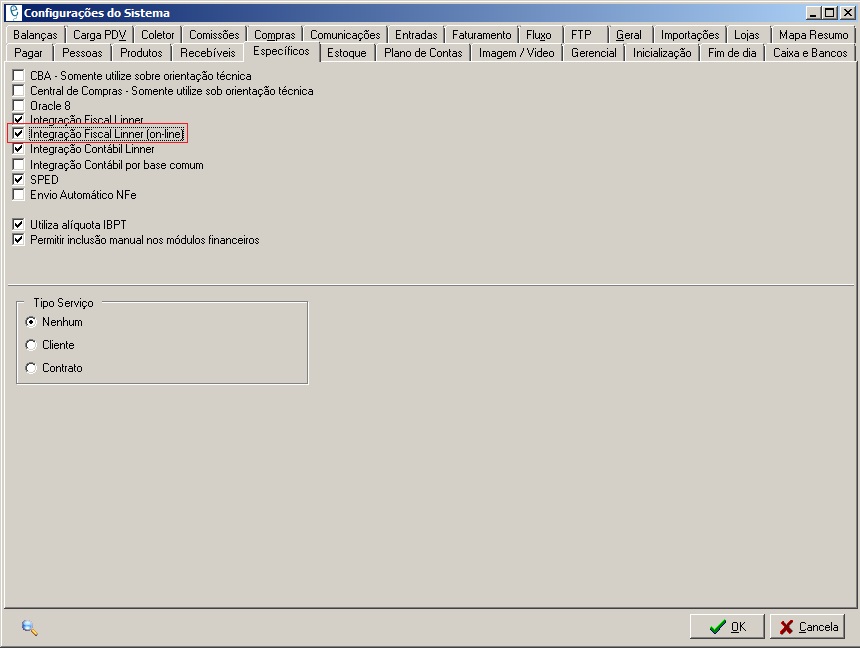 Configurações do Sistema
Balanças Carga PDV Coletor Comissões Compras Comunicações Entradas Faturamento Fluxo FTP Geral Importações Lojas Mapa Resumo
Pagar Pessoas Produtos Recebíveis Específicos Estoque Plano de Contas Imagem / Video Gerencial Inicialização Fim de dia Caixa e Bancos
CBA - Somente utilize sobre orientação técnica
Central de Compras - Somente utilize sob orientação técnica
Oracle 8
Integração Fiscal Linner
Integração Fiscal Linner (on-line)
Integração Contábil Linner
Integração Contábil por base comum
SPED
Envio Automático NFe
Utiliza alíquota IBPT
Permitir inclusão manual nos módulos financeiros
Tipo Serviço
Nenhum
Cliente
Contrato
OK Cancela